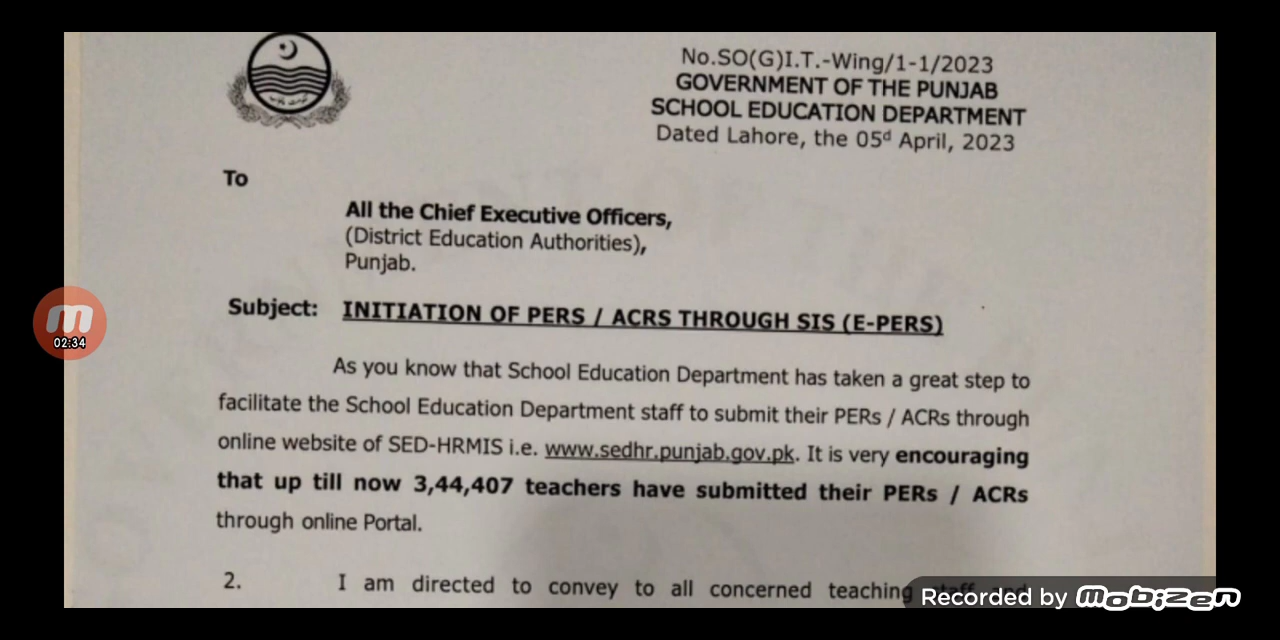 No.SO(G)I.T.-Wing/1-1/2023
GOVERNMENT OF THE PUNJAB
SCHOOL EDUCATION DEPARTMENT
Dated Lahore, the 05d April, 2023
To
All the Chief Executive Officers,
(District Education Authorities),
Punjab.
Subject: INITIATION OF PERS / ACRS THROUGH SIS (E-PERS)
As you know that School Education Department has taken a great step to
facilitate the School Education Department staff to submit their PERs / ACRs through
online website of SED-HRMIS i.e. www.sedhr.punjab.gov.pk. It is very encouraging
that up till now 3,44,407 teachers have submitted their PERs / ACRs
through online Portal.
2. I am directed to convey to all concerned teaching
02:34
Recorded by mobizen